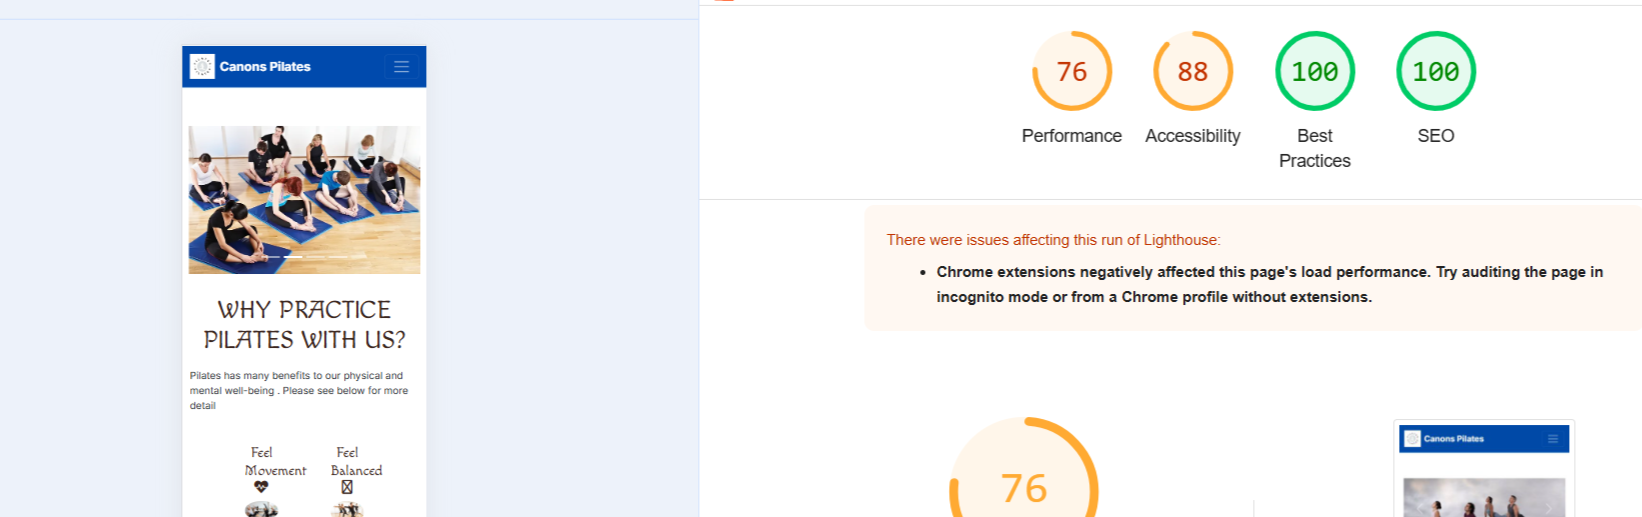 Canons Pilates
WHY PRACTICE
PILATES WITH US?
Pilates has many benefits to our physical and
mental well-being . Please see below for more
detail
Feel
Movement
Feel
Balanced
76
88
100
100
Performance
Accessibility
Best
Practices
SEO
There were issues affecting this run of Lighthouse:
Chrome extensions negatively affected this page's load performance. Try auditing the page in
incognito mode or from a Chrome profile without extensions.
76
Canons Pilates